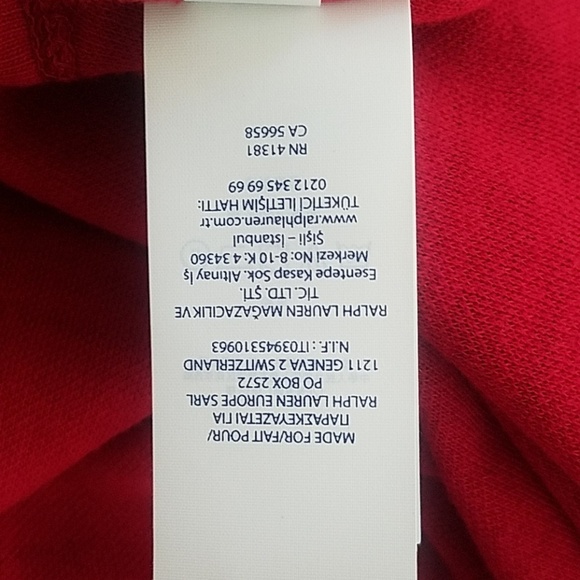 MADE FOR/FAIT POUR/
ΠΑΡΑΣΚΕΥΑΖΕΤΑΙ ΓΙΑ
RALPH LAUREN EUROPE SARL
PO BOX 2572
1211 GENEVA 2 SWITZERLAND
N.I.F. : IT03945310963
RALPH LAUREN MAĞAZACILIK VE
TİC. LTD. ŞTİ.
Esentepe Kasap Sok. Altınay İş
Merkezi No: 8-10 K: 4 34360
Şişli – İstanbul
www.ralphlauren.com.tr
TÜKETİCİ İLETİŞİM HATTI:
0212 345 69 69
RN 41381
CA 56658